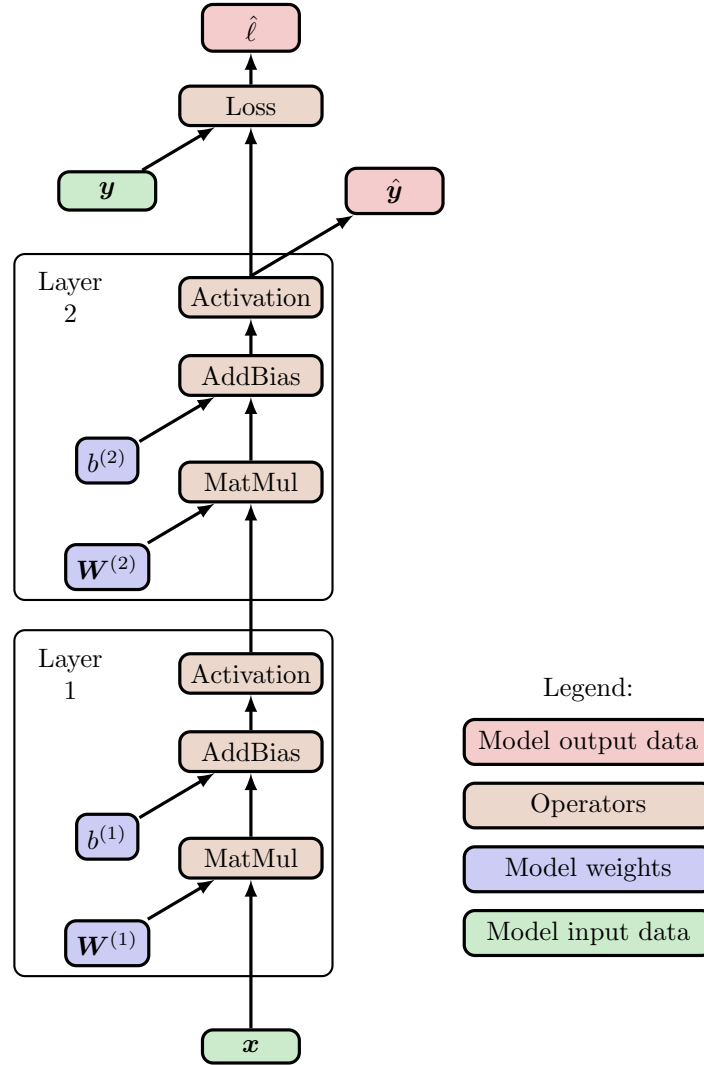 ℓ̂
Loss
y
ŷ
Layer
2
Activation
AddBias
b⁽²⁾
MatMul
W⁽²⁾
Layer
1
Activation
AddBias
b⁽¹⁾
MatMul
W⁽¹⁾
x
Legend:
Model output data
Operators
Model weights
Model input data